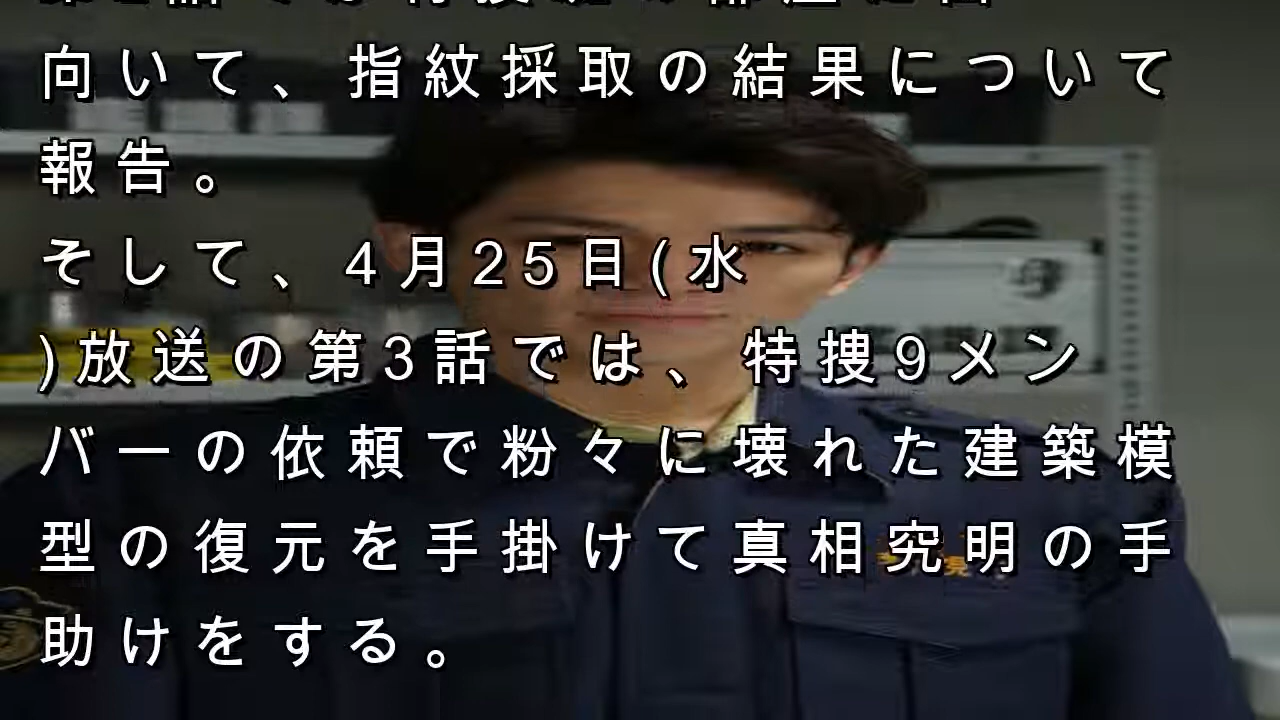 向いて、指紋採取の結果について
報告。
そして、4月25日(水
)放送の第3話では、特捜9メン
バーの依頼で粉々に壊れた建築模
型の復元を手掛けて真相究明の手
助けをする。